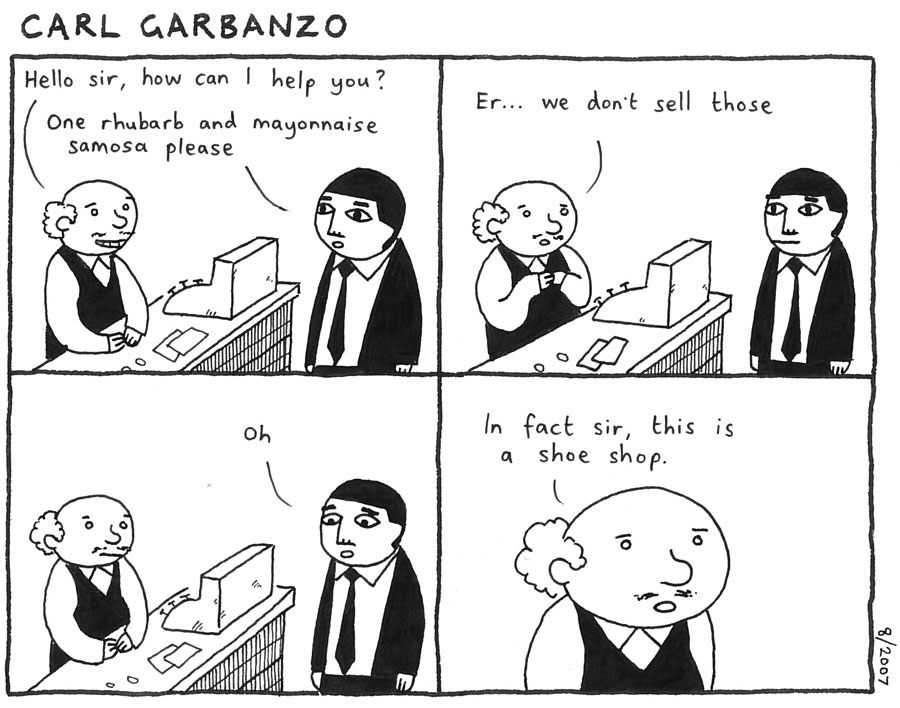 CARL GARBANZO
Hello sir, how can I help you?
One rhubarb and mayonnaise
samosa please
Er... we don't sell those
Oh
In fact sir, this is
a shoe shop.
8/2007